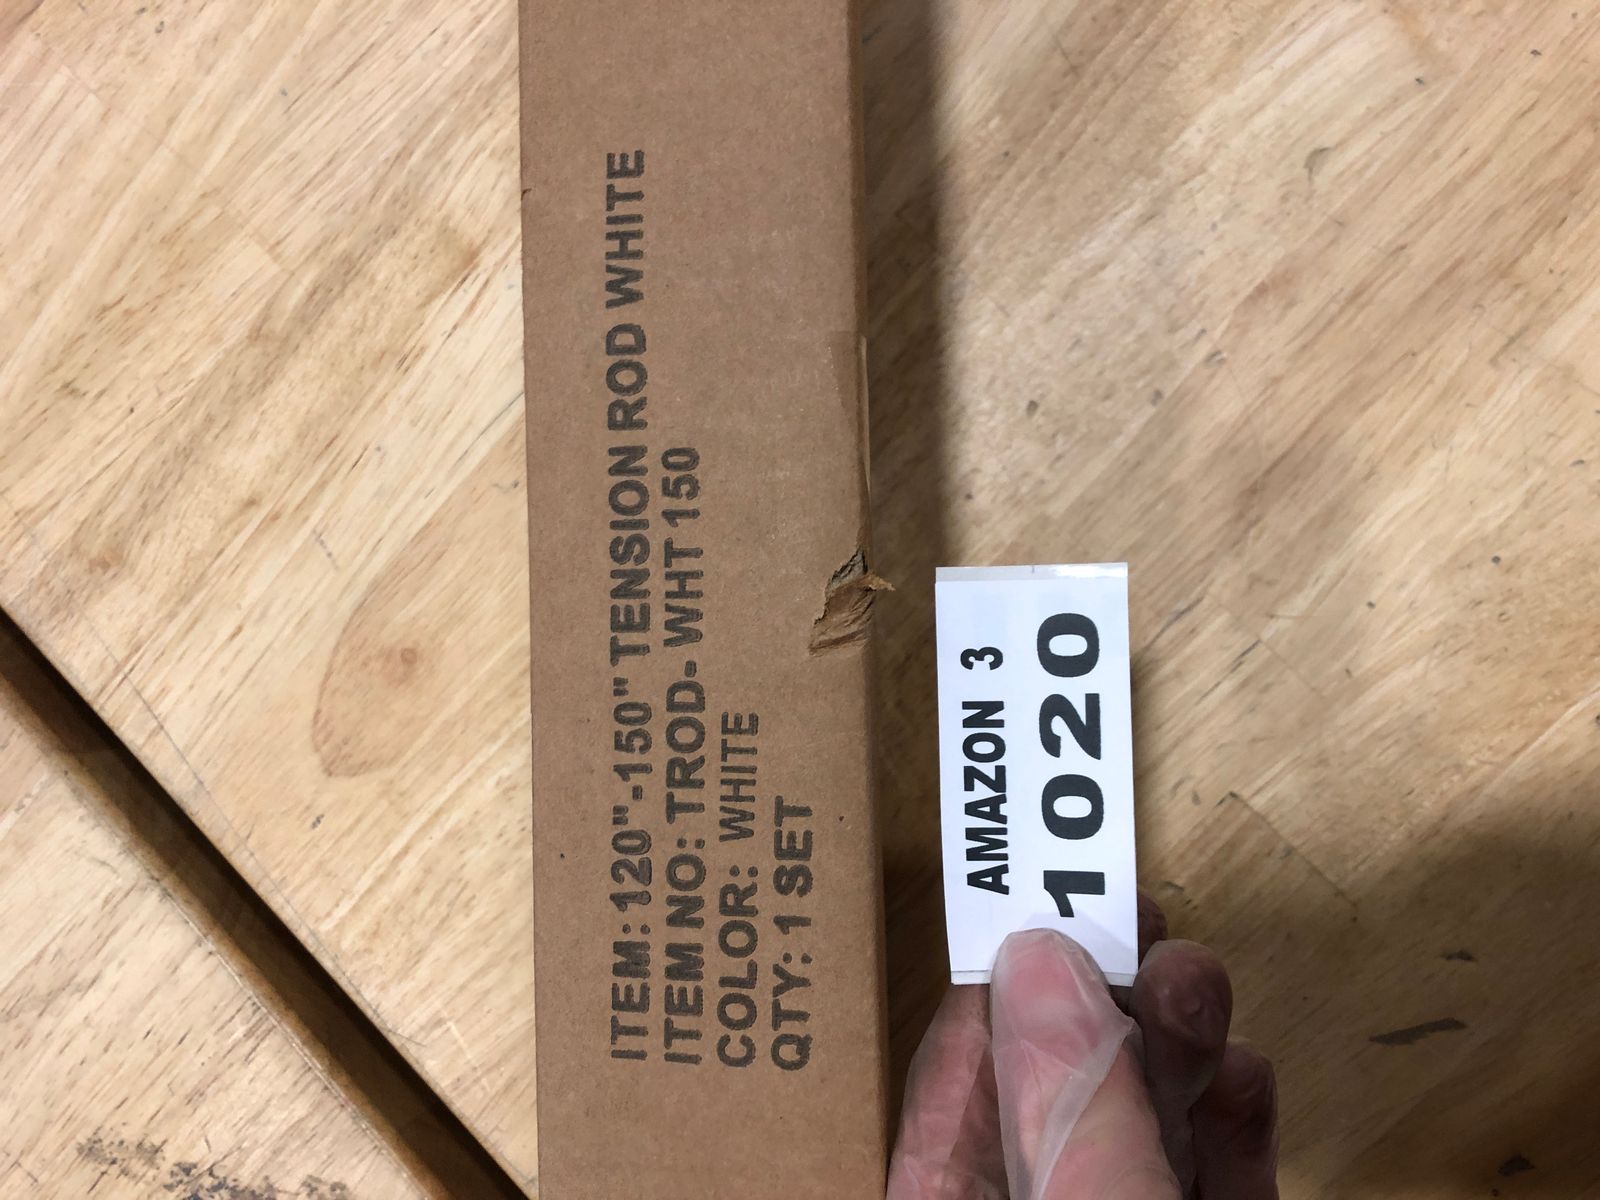 ITEM: 120"-150" TENSION ROD WHITE
ITEM NO: TROD- WHT 150
COLOR: WHITE
QTY: 1 SET
AMAZON 3
1020